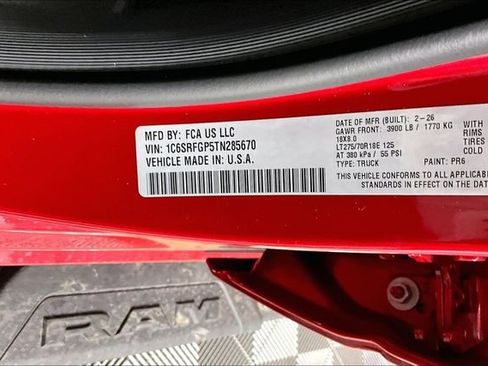 MFD BY: FCA US LLC
VIN: 1C6SRFGP5TN285670
VEHICLE MADE IN U.S.A.
DATE OF MFR (BUILT): 2-26
GAWR FRONT: 3900 LB / 1770 KG
18X8.0
LT275/70R18E 125
AT 380 kPa / 55 PSI
TYPE: TRUCK PAINT: PR6
THIS VEHICLE CONFORMS TO ALL
STANDARDS IN EFFECT ON THE DAT
COLD
RIMS
TIRES
COLD
RAM